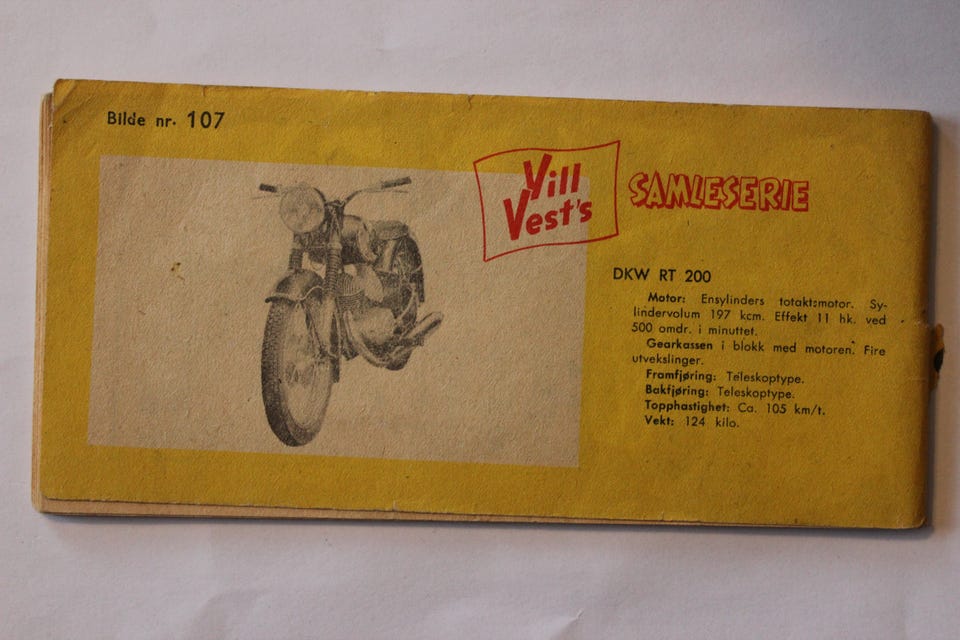 Bilde nr. 107
Vill
Vest's
SAMLESERIE
DKW RT 200
Motor: Ensylinders totaktsmotor. Sy-
lindervolum 197 kcm. Effekt 11 hk. ved
500 omdr. i minuttet.
Gearkassen i blokk med motoren. Fire
utvekslinger.
Framfjøring: Teleskoptype.
Bakfjøring: Teleskoptype.
Topphastighet: Ca. 105 km/t.
Vekt: 124 kilo.